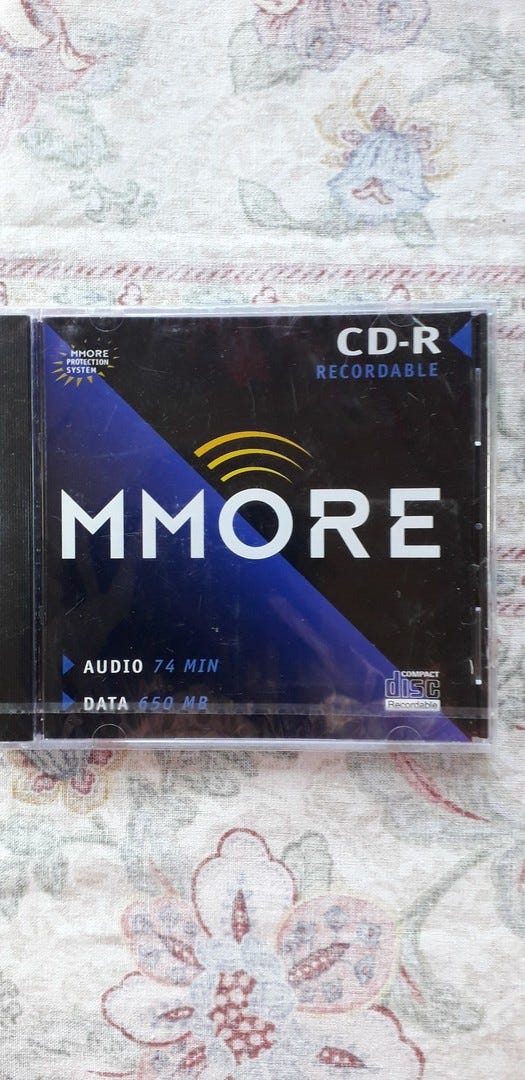 MMORE
PROTECTION
SYSTEM
CD-R
RECORDABLE
MMORE
AUDIO 74 MIN
DATA 650 MB
COMPACT
disc
Recordable